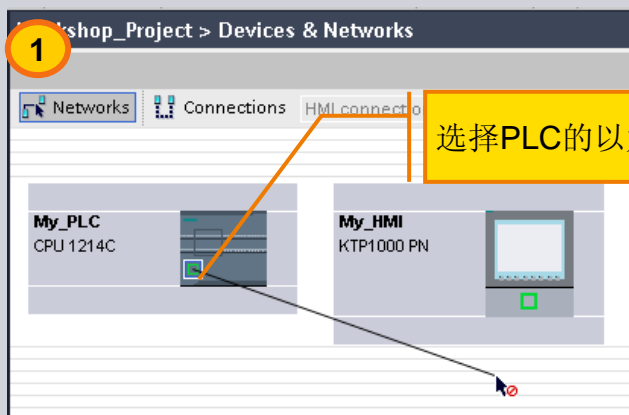 1
kshop_Project > Devices & Networks
Networks
Connections
HMI connectio
选择PLC的以
My_PLC
CPU 1214C
My_HMI
KTP1000 PN